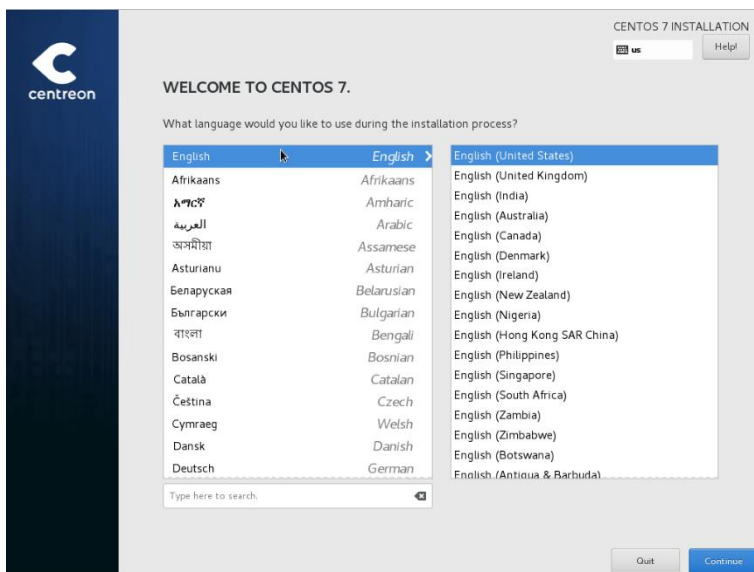 centreon
CENTOS 7 INSTALLATION
us
Help!
WELCOME TO CENTOS 7.
What language would you like to use during the installation process?
English English
Afrikaans Afrikaans
አማርኛ Amharic
العربية Arabic
অসমীয়া Assamese
Asturianu Asturian
Беларуская Belarusian
Български Bulgarian
বাংলা Bengali
Bosanski Bosnian
Català Catalan
Čeština Czech
Cymraeg Welsh
Dansk Danish
Deutsch German
Type here to search.
English (United States)
English (United Kingdom)
English (India)
English (Australia)
English (Canada)
English (Denmark)
English (Ireland)
English (New Zealand)
English (Nigeria)
English (Hong Kong SAR China)
English (Philippines)
English (Singapore)
English (South Africa)
English (Zambia)
English (Zimbabwe)
English (Botswana)
English (Antigua & Barbuda)
Quit
Continue